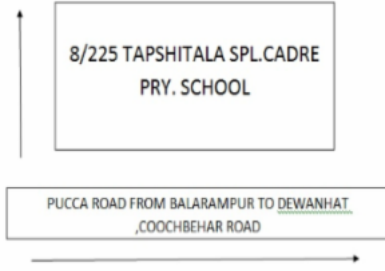 8/225 TAPSHITALA SPL.CADRE
PRY. SCHOOL
PUCCA ROAD FROM BALARAMPUR TO DEWANHAT
,COOCHBEHAR ROAD